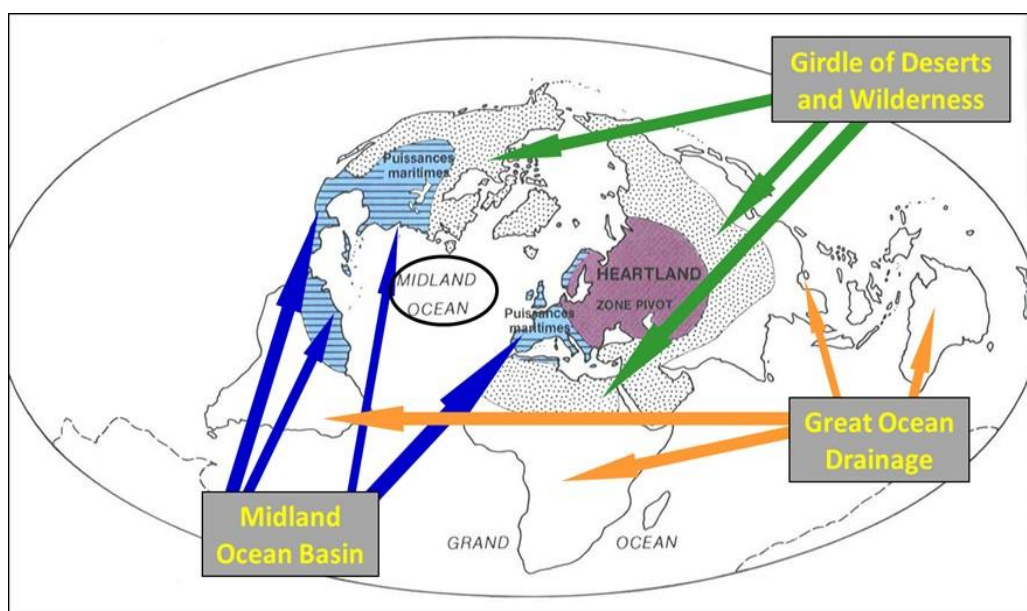 Girdle of Deserts
and Wilderness
Puissances
maritimes
HEARTLAND
MIDLAND
OCEAN
ZONE PIVOT
Puissances
maritimes
Great Ocean
Drainage
Midland
Ocean Basin
GRAND OCEAN